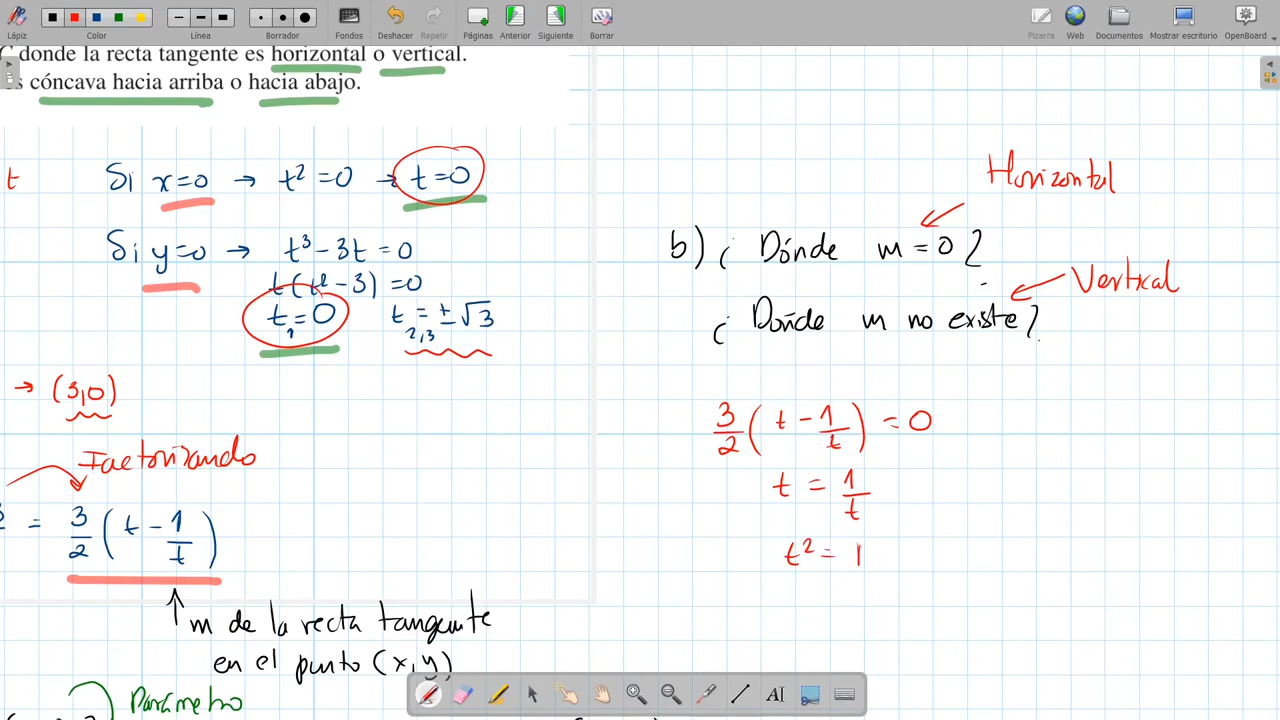 Lápiz Color Línea Borrador Fondos Deshacer Repetir Páginas Anterior Siguiente Borrar Pizarra Web Documentos Mostrar escritorio OpenBoard
C donde la recta tangente es horizontal o vertical.
s cóncava hacia arriba o hacia abajo.
t
Si x=0 → t² = 0 → t = 0
Si y=0 → t³ - 3t = 0
t(t² - 3) = 0
t₁ = 0 t₂,₃ = ± √3
→ (3,0)
Factorizando
= 3/2 (t - 1/t)
m de la recta tangente
en el punto (x,y)
Parámetro
Horizontal
b) ¿ Dónde m = 0 ?
Vertical
¿ Dónde m no existe?
3/2 (t - 1/t) = 0
t = 1/t
t² = 1